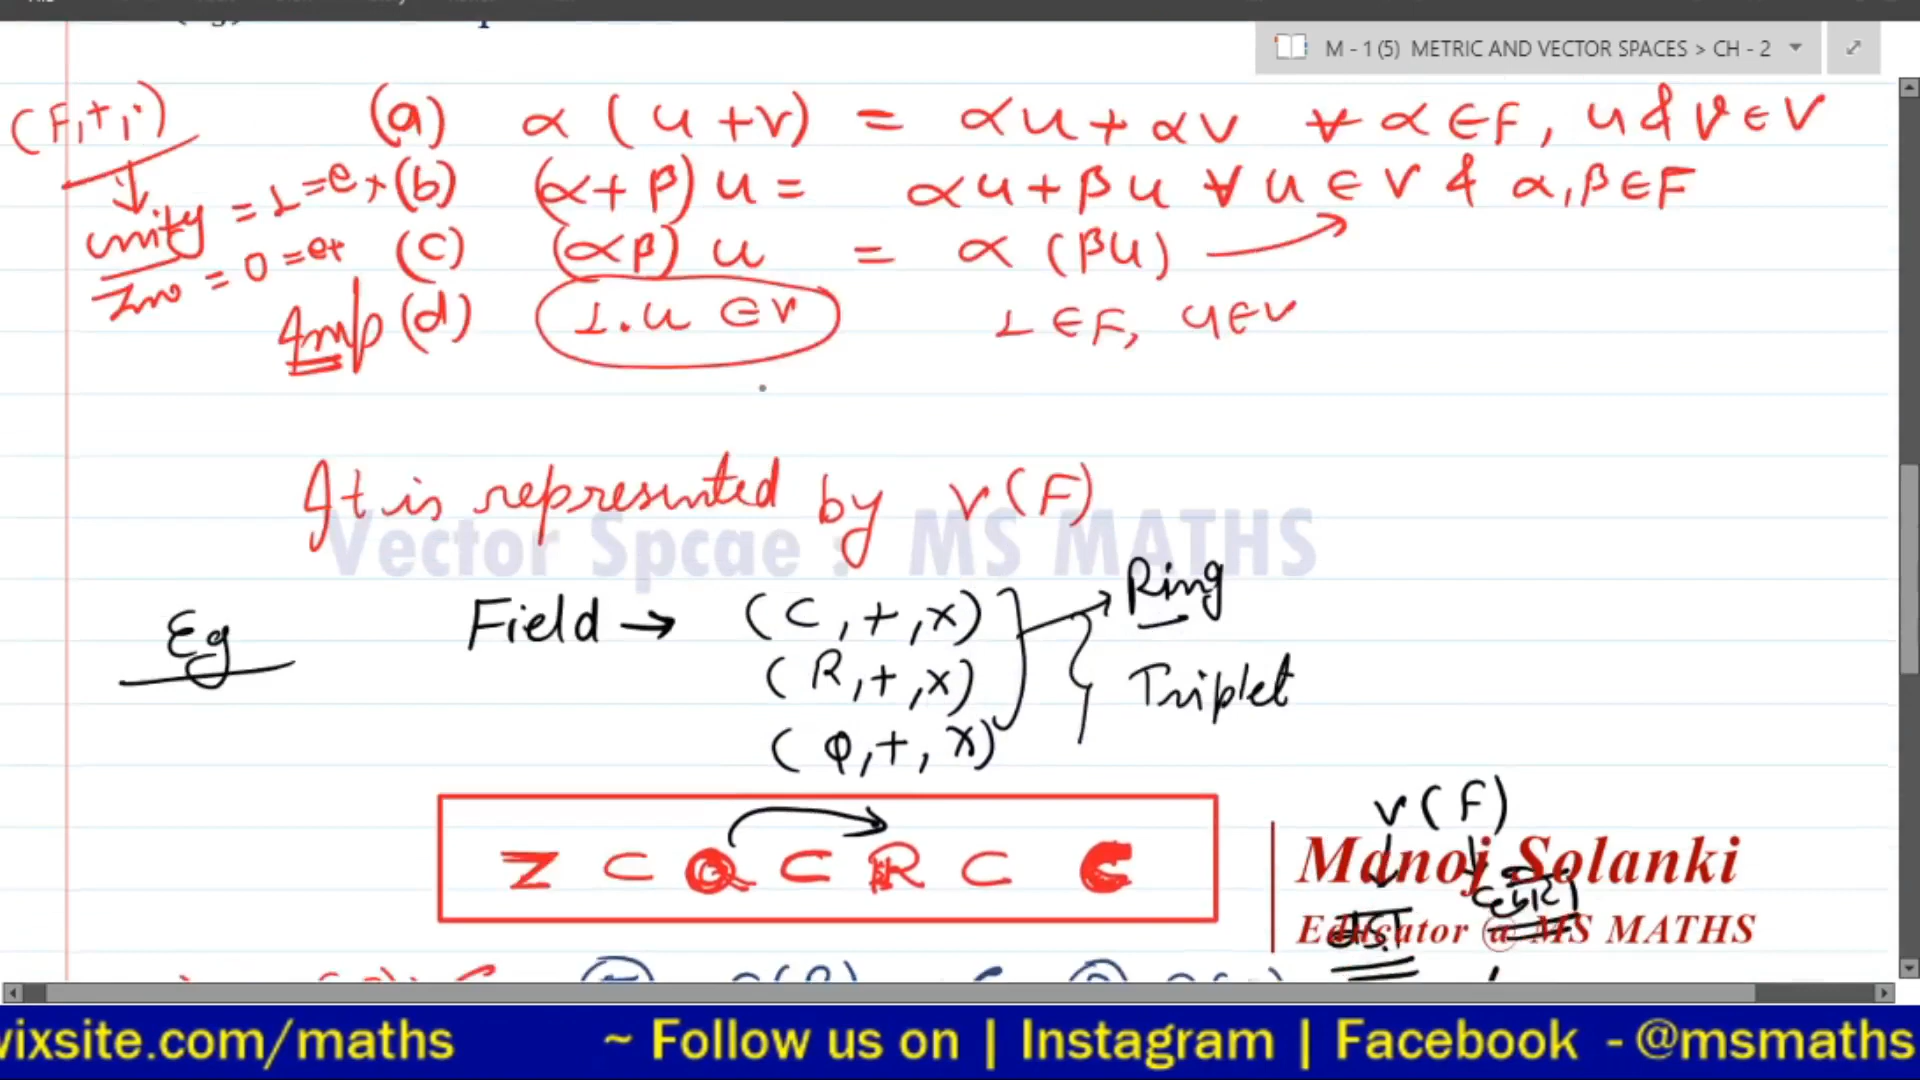 M - 1 (5) METRIC AND VECTOR SPACES > CH - 2
(F, +, ·)
(a) α (u + v) = αu + αv ∀ α ∈ F, u & v ∈ V
unity = 1 = e×
(b) (α + β) u = αu + βu ∀ u ∈ V & α, β ∈ F
zero = 0 = e+
(c) (αβ) u = α (βu)
Imp (d) 1. u ∈ V 1 ∈ F, u ∈ V
It is represented by V(F)
Vector Spcae : MS MATHS
Eg Field → (C, +, ×) Ring
(R, +, ×) Triplet
(Q, +, ×)
V(F)
Z ⊂ Q ⊂ R ⊂ C
Manoj Solanki
Educator @ MS MATHS
wixsite.com/maths ~ Follow us on | Instagram | Facebook - @msmaths